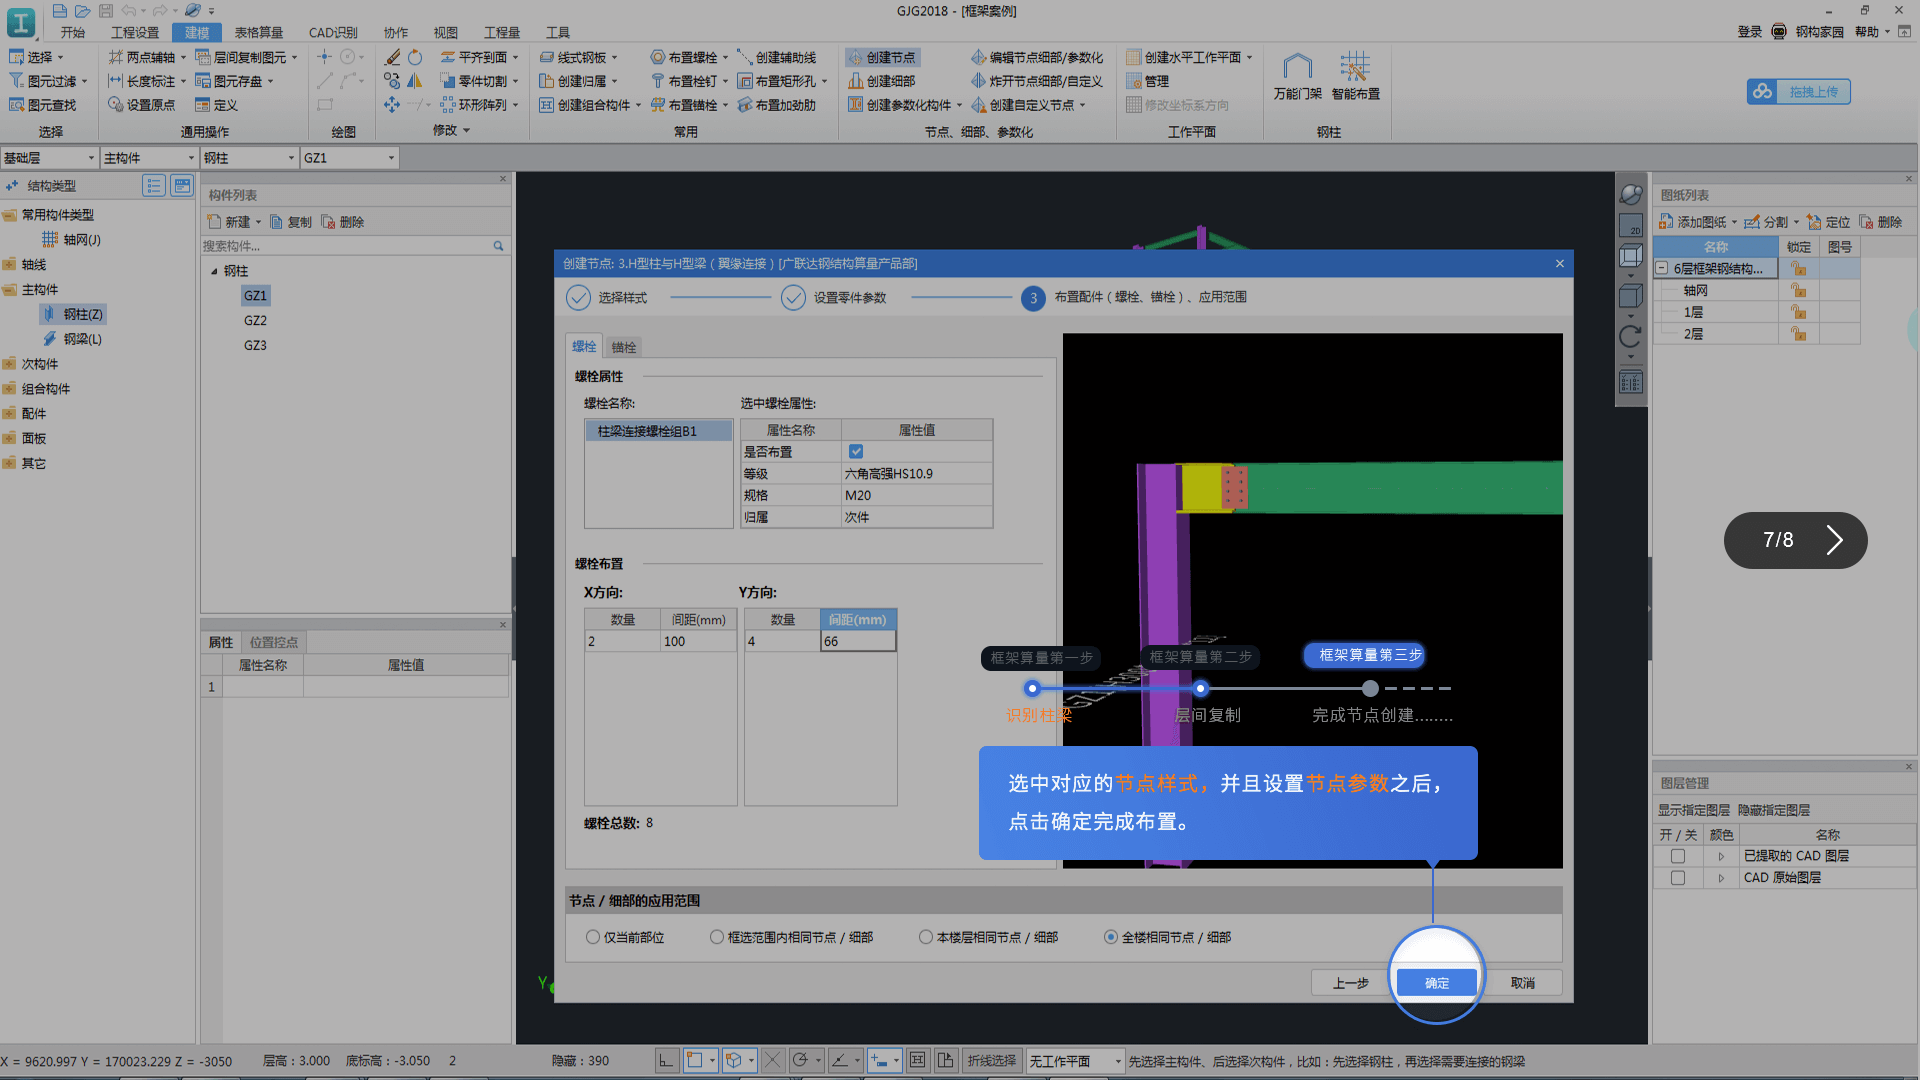 GJG2018 - [框架案例]
开始 工程设置 建模 表格算量 CAD识别 协作 视图 工程量 工具
登录 钢构家园 帮助
选择 两点辅轴 层间复制图元 平齐到面 线式钢板 布置螺栓 创建辅助线 创建节点 编辑节点细部/参数化 创建水平工作平面
图元过滤 长度标注 图元存盘 零件切割 创建归属 布置栓钉 布置矩形孔 创建细部 炸开节点细部/自定义 管理 万能门架 智能布置 拖拽上传
图元查找 设置原点 定义 环形阵列 创建组合构件 布置锚栓 布置加劲肋 创建参数化构件 创建自定义节点 修改坐标系方向
选择 通用操作 绘图 修改 常用 节点、细部、参数化 工作平面 钢柱
基础层 主构件 钢柱 GZ1
结构类型
常用构件类型
轴网(J)
轴线
主构件
钢柱(Z)
钢梁(L)
次构件
组合构件
配件
面板
其它
构件列表
新建 复制 删除
搜索构件...
钢柱
GZ1
GZ2
GZ3
属性 位置控点
属性名称 属性值
1
创建节点: 3.H型柱与H型梁（翼缘连接）[广联达钢结构算量产品部]
选择样式 设置零件参数 3 布置配件（螺栓、锚栓）、应用范围
螺栓 锚栓
螺栓属性
螺栓名称: 选中螺栓属性:
柱梁连接螺栓组B1
属性名称 属性值
是否布置
等级 六角高强HS10.9
规格 M20
归属 次件
螺栓布置
X方向: Y方向:
数量 间距(mm) 数量 间距(mm)
2 100 4 66
螺栓总数: 8
框架算量第一步 框架算量第二步 框架算量第三步
识别柱梁 层间复制 完成节点创建........
选中对应的节点样式，并且设置节点参数之后，
点击确定完成布置。
节点 / 细部的应用范围
仅当前部位 框选范围内相同节点 / 细部 本楼层相同节点 / 细部 全楼相同节点 / 细部
上一步 确定 取消
Y
图纸列表
添加图纸 分割 定位 删除
名称 锁定 图号
6层框架钢结构...
轴网
1层
2层
2D
7/8
图层管理
显示指定图层 隐藏指定图层
开 / 关 颜色 名称
已提取的 CAD 图层
CAD 原始图层
X = 9620.997 Y = 170023.229 Z = -3050 层高：3.000 底标高：-3.050 2 隐藏：390 折线选择 无工作平面 先选择主构件、后选择次构件，比如：先选择钢柱，再选择需要连接的钢梁